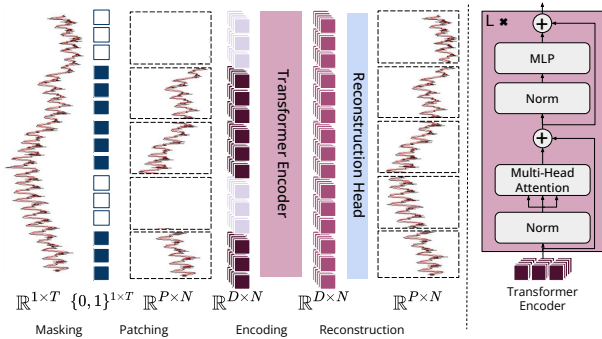 Transformer Encoder
Reconstruction Head
ℝ^{1×T} {0, 1}^{1×T} ℝ^{P×N} ℝ^{D×N} ℝ^{D×N} ℝ^{P×N}
Masking Patching Encoding Reconstruction
L ✖
+
MLP
Norm
+
Multi-Head
Attention
Norm
Transformer
Encoder